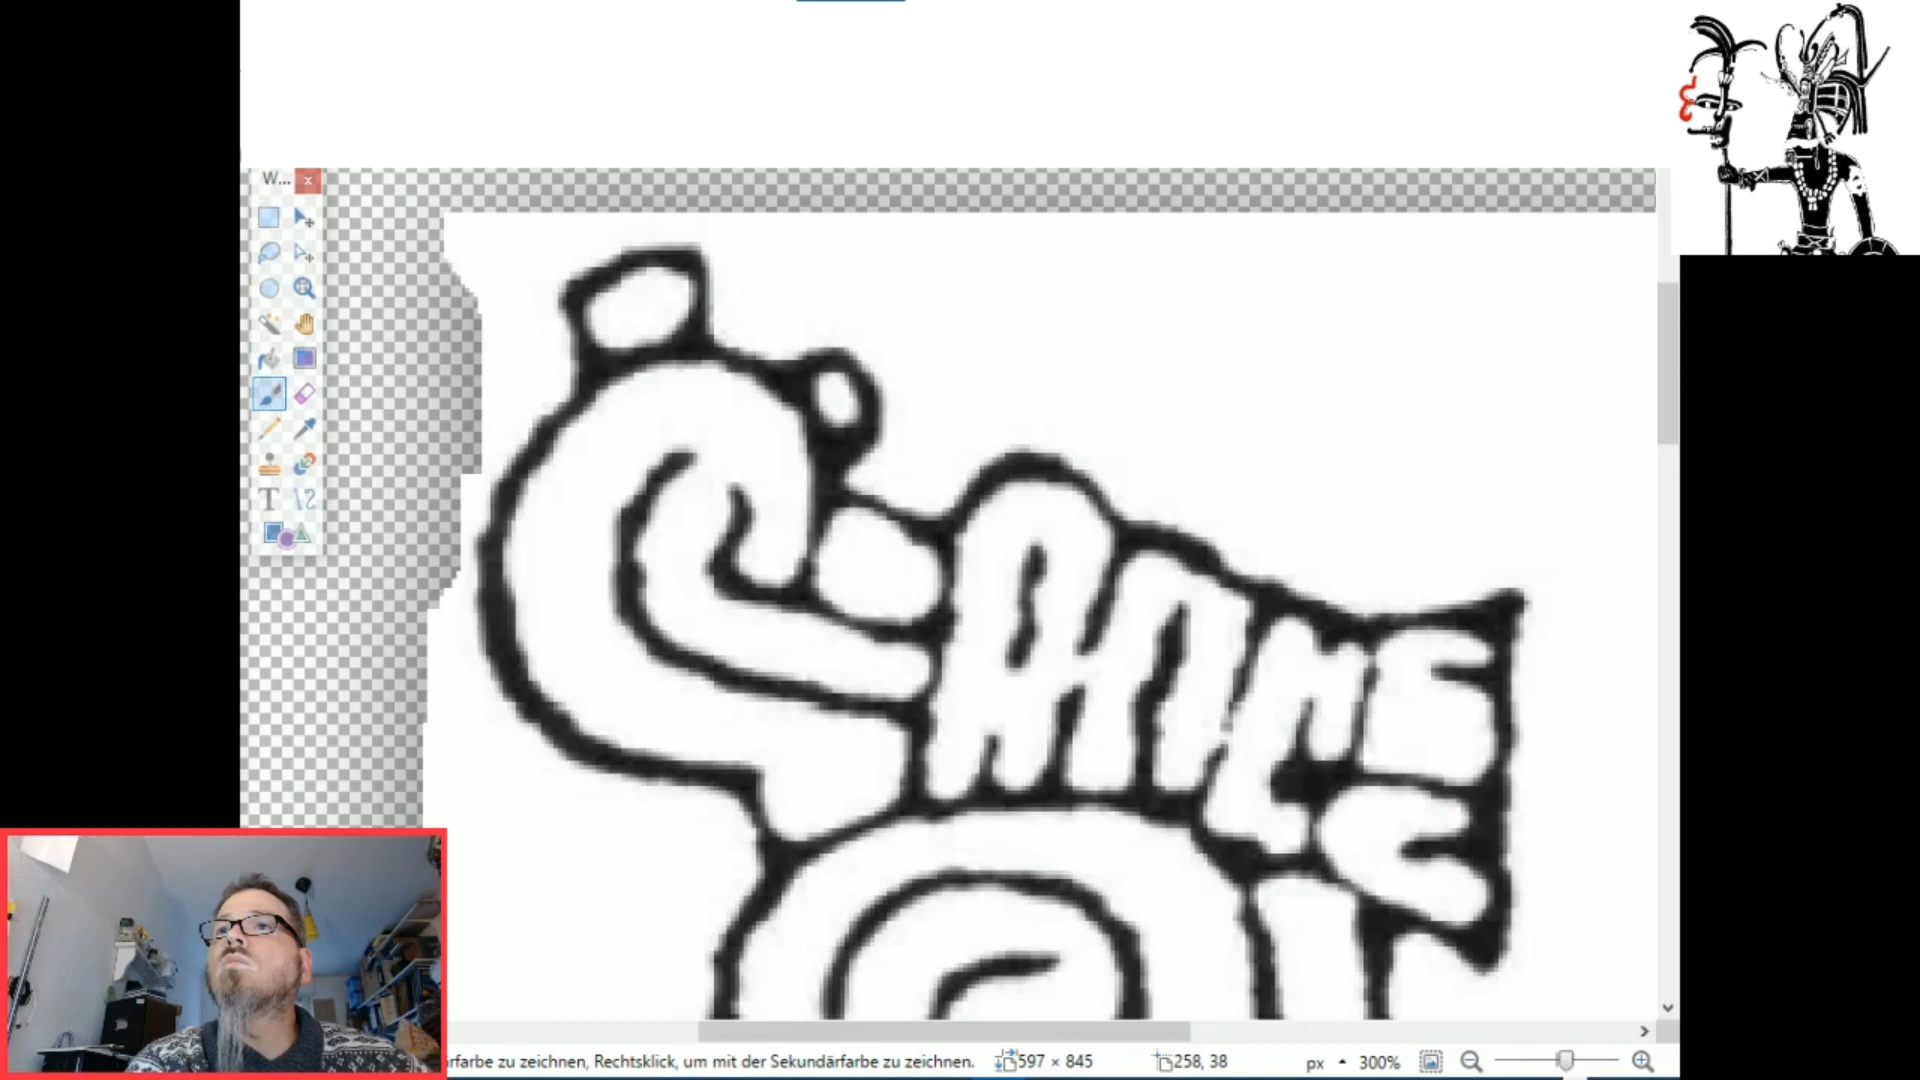 W...
rfarbe zu zeichnen, Rechtsklick, um mit der Sekundärfarbe zu zeichnen.
597 × 845
258, 38
px
300%